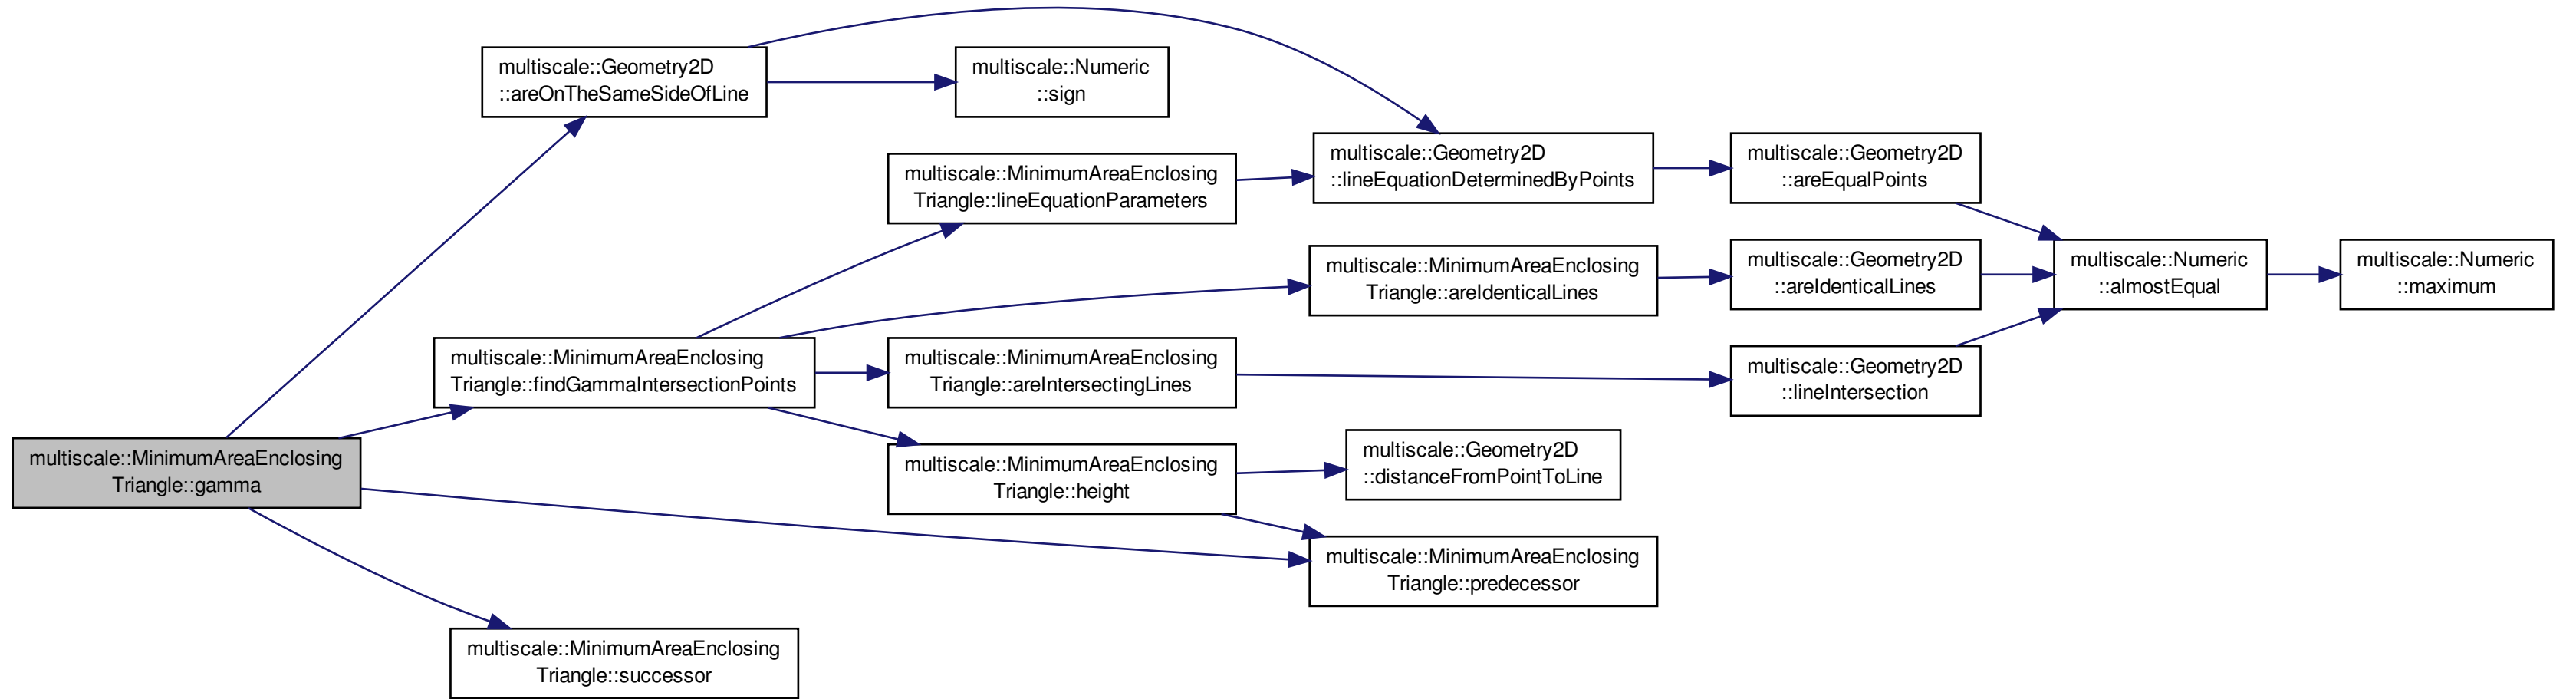 multiscale::Geometry2D
::areOnTheSameSideOfLine
multiscale::Numeric
::sign
multiscale::Geometry2D
::lineEquationDeterminedByPoints
multiscale::Geometry2D
::areEqualPoints
multiscale::MinimumAreaEnclosing
Triangle::lineEquationParameters
multiscale::MinimumAreaEnclosing
Triangle::areIdenticalLines
multiscale::Geometry2D
::areIdenticalLines
multiscale::Numeric
::almostEqual
multiscale::Numeric
::maximum
multiscale::MinimumAreaEnclosing
Triangle::findGammaIntersectionPoints
multiscale::MinimumAreaEnclosing
Triangle::areIntersectingLines
multiscale::Geometry2D
::lineIntersection
multiscale::MinimumAreaEnclosing
Triangle::gamma
multiscale::MinimumAreaEnclosing
Triangle::height
multiscale::Geometry2D
::distanceFromPointToLine
multiscale::MinimumAreaEnclosing
Triangle::predecessor
multiscale::MinimumAreaEnclosing
Triangle::successor